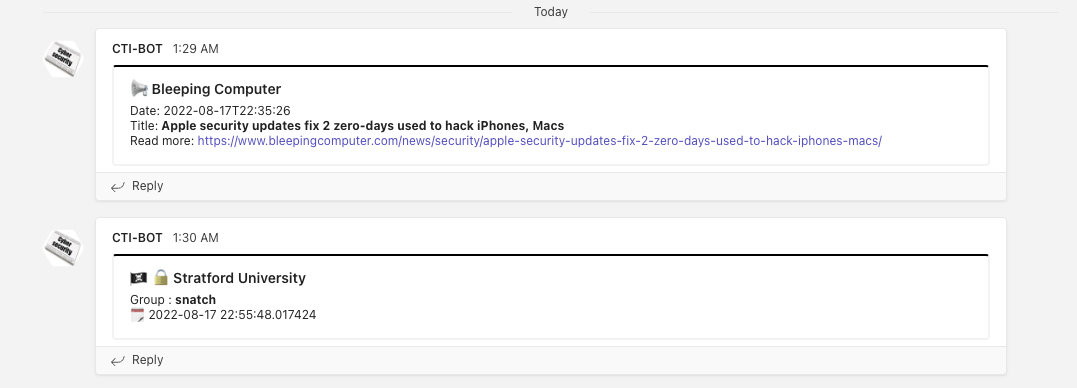 Today
Cyber
security
CTI-BOT 1:29 AM
Bleeping Computer
Date: 2022-08-17T22:35:26
Title: Apple security updates fix 2 zero-days used to hack iPhones, Macs
Read more: https://www.bleepingcomputer.com/news/security/apple-security-updates-fix-2-zero-days-used-to-hack-iphones-macs/
Reply
Cyber
security
CTI-BOT 1:30 AM
Stratford University
Group : snatch
2022-08-17 22:55:48.017424
Reply